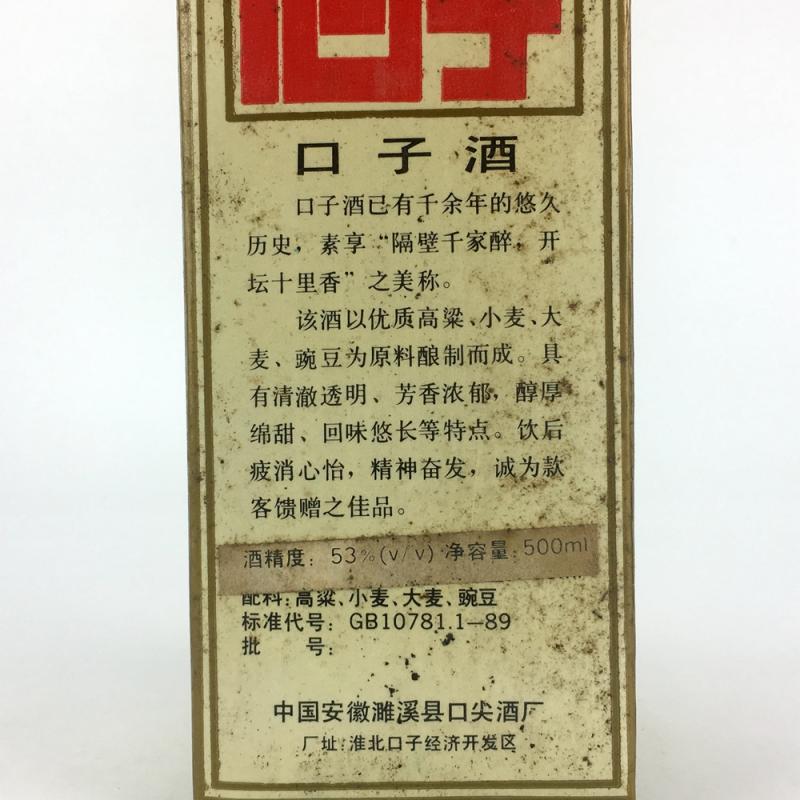 口子
口子酒
口子酒已有千余年的悠久
历史，素享“隔壁千家醉，开
坛十里香”之美称。
该酒以优质高粱、小麦、大
麦、豌豆为原料酿制而成。具
有清澈透明、芳香浓郁，醇厚
绵甜、回味悠长等特点。饮后
疲消心怡，精神奋发，诚为款
客馈赠之佳品。
酒精度：53%(v/v)净容量：500ml
配料：高粱、小麦、大麦、豌豆
标准代号：GB10781.1—89
批 号：
中国安徽濉溪县口尖酒厂
厂址：淮北口子经济开发区